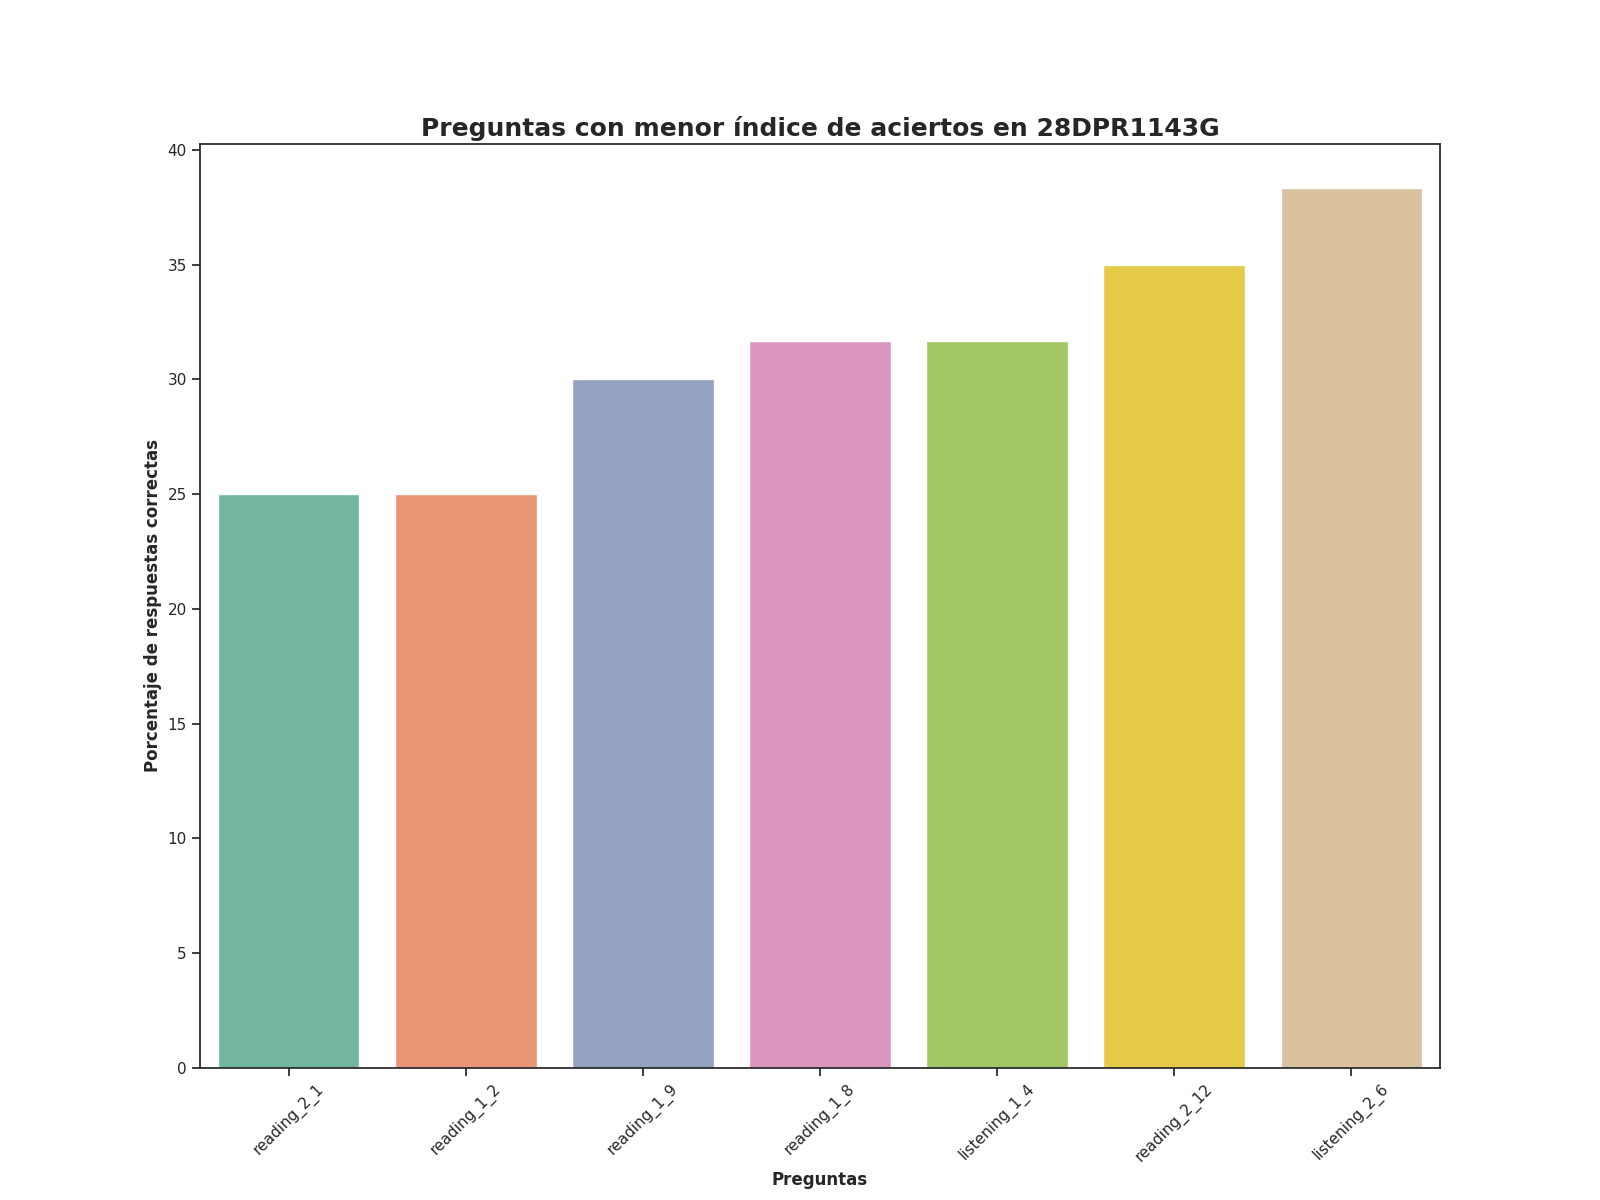 Preguntas con menor índice de aciertos en 28DPR1143G
Porcentaje de respuestas correctas
40
35
30
25
20
15
10
5
0
reading_2_1
reading_1_2
reading_1_9
reading_1_8
listening_1_4
reading_2_12
listening_2_6
Preguntas